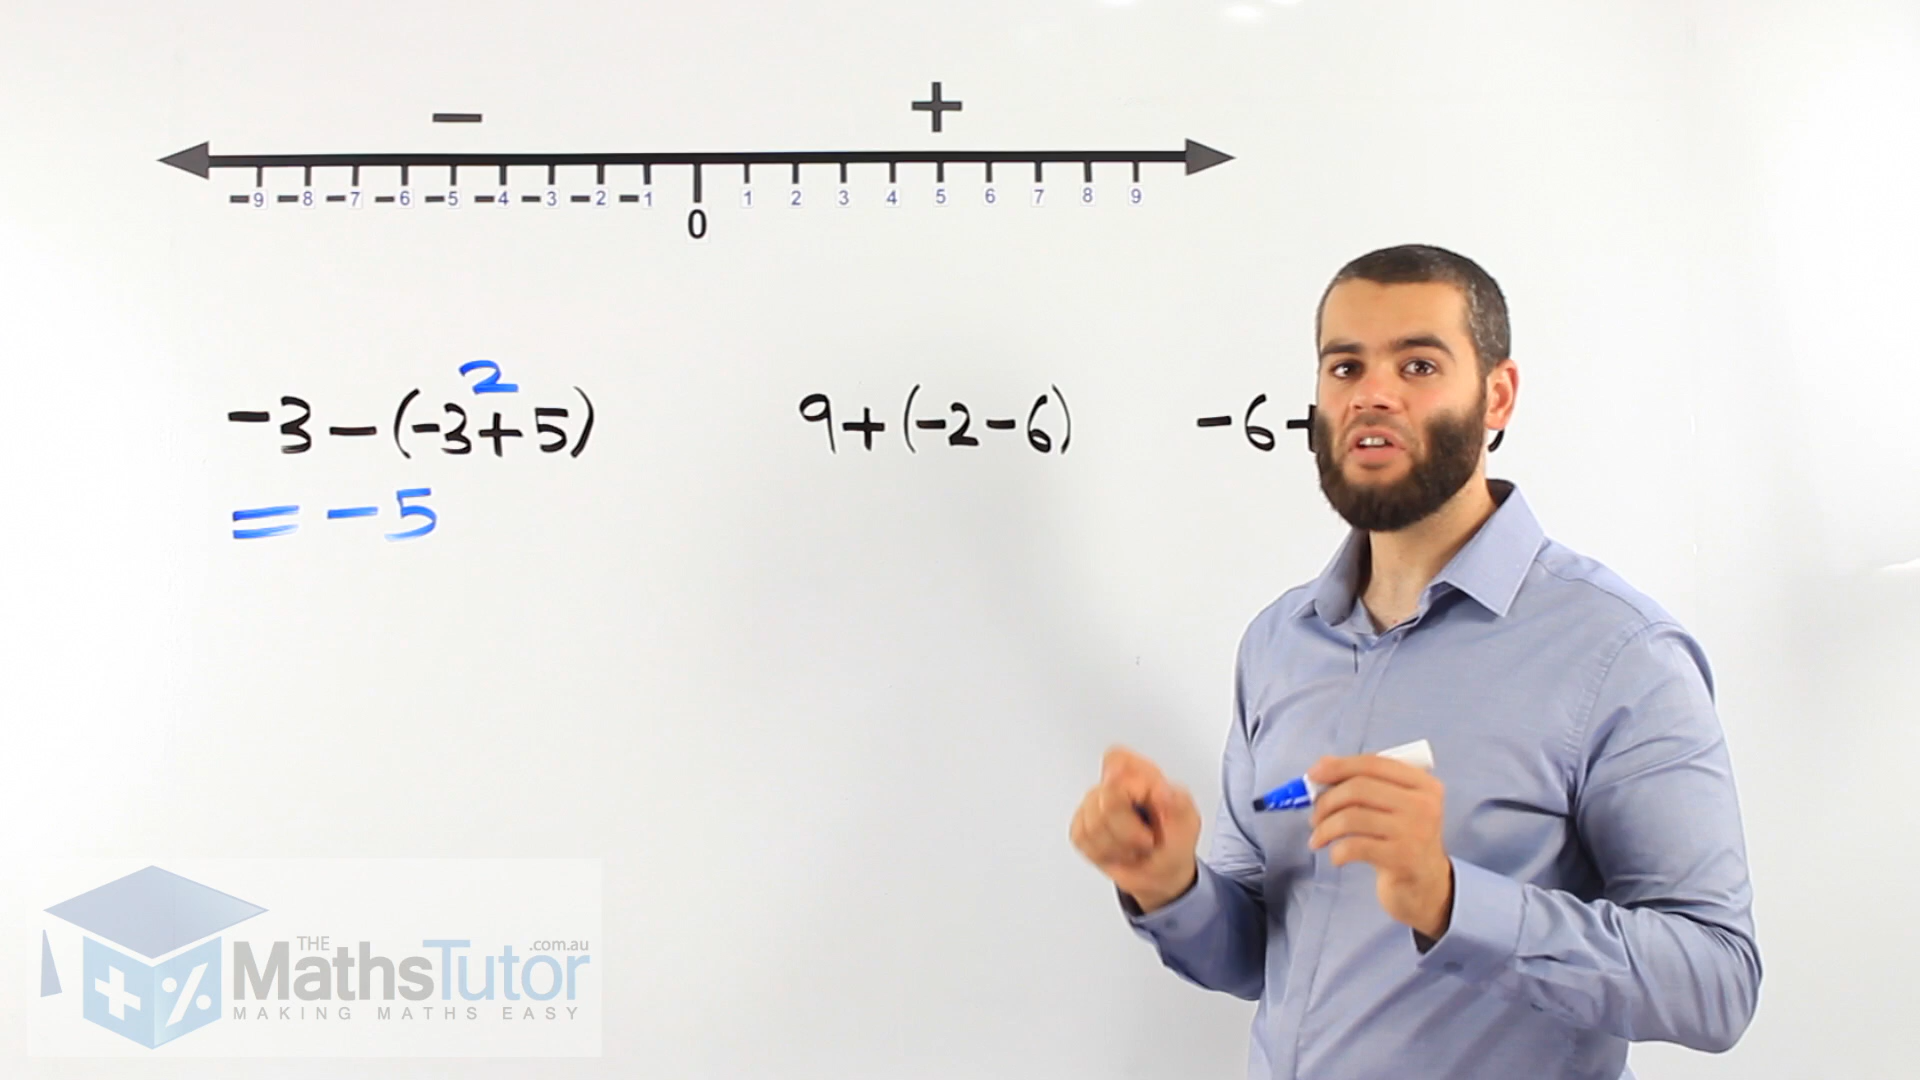 − +
−9 −8 −7 −6 −5 −4 −3 −2 −1 0 1 2 3 4 5 6 7 8 9
2
-3-(-3+5) 9+(-2-6) -6+ )
=-5
THE MathsTutor .com.au
MAKING MATHS EASY